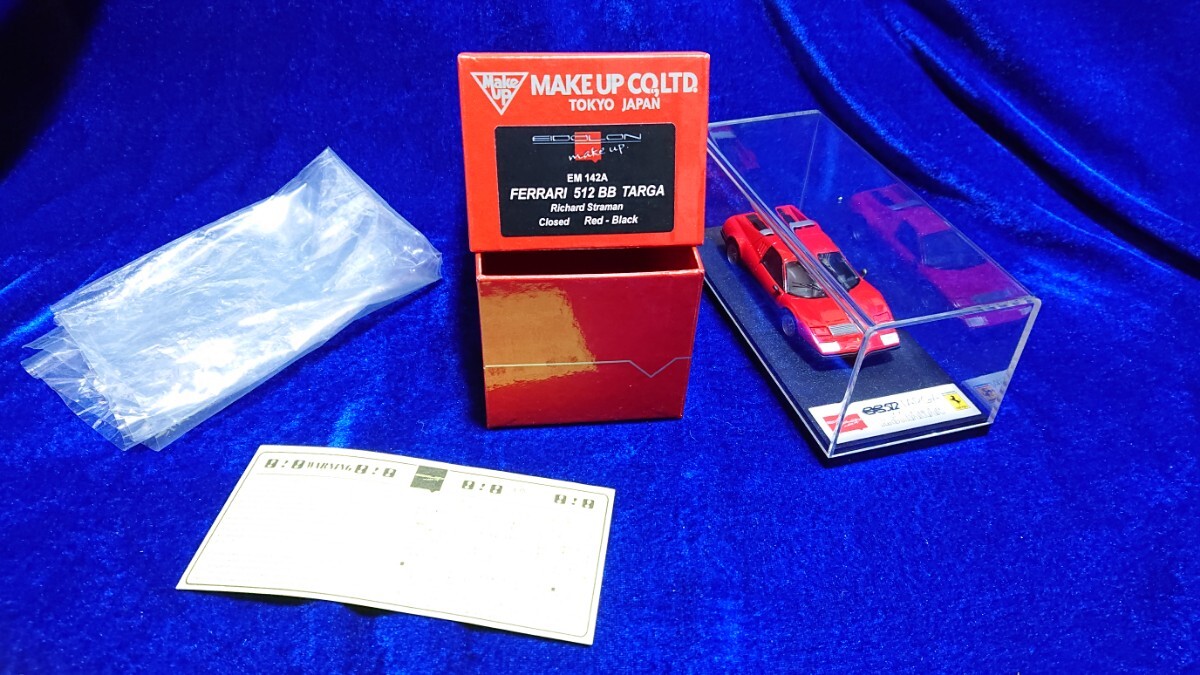 Make UP
MAKE UP CO,LTD.
TOKYO JAPAN
EIDOLON
make up.
EM 142A
FERRARI 512 BB TARGA
Richard Straman
Closed Red - Black
WARNING